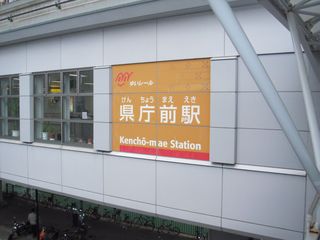 ゆいレール
げん ちょう まえ えき
県庁前駅
Kenchō-mae Station